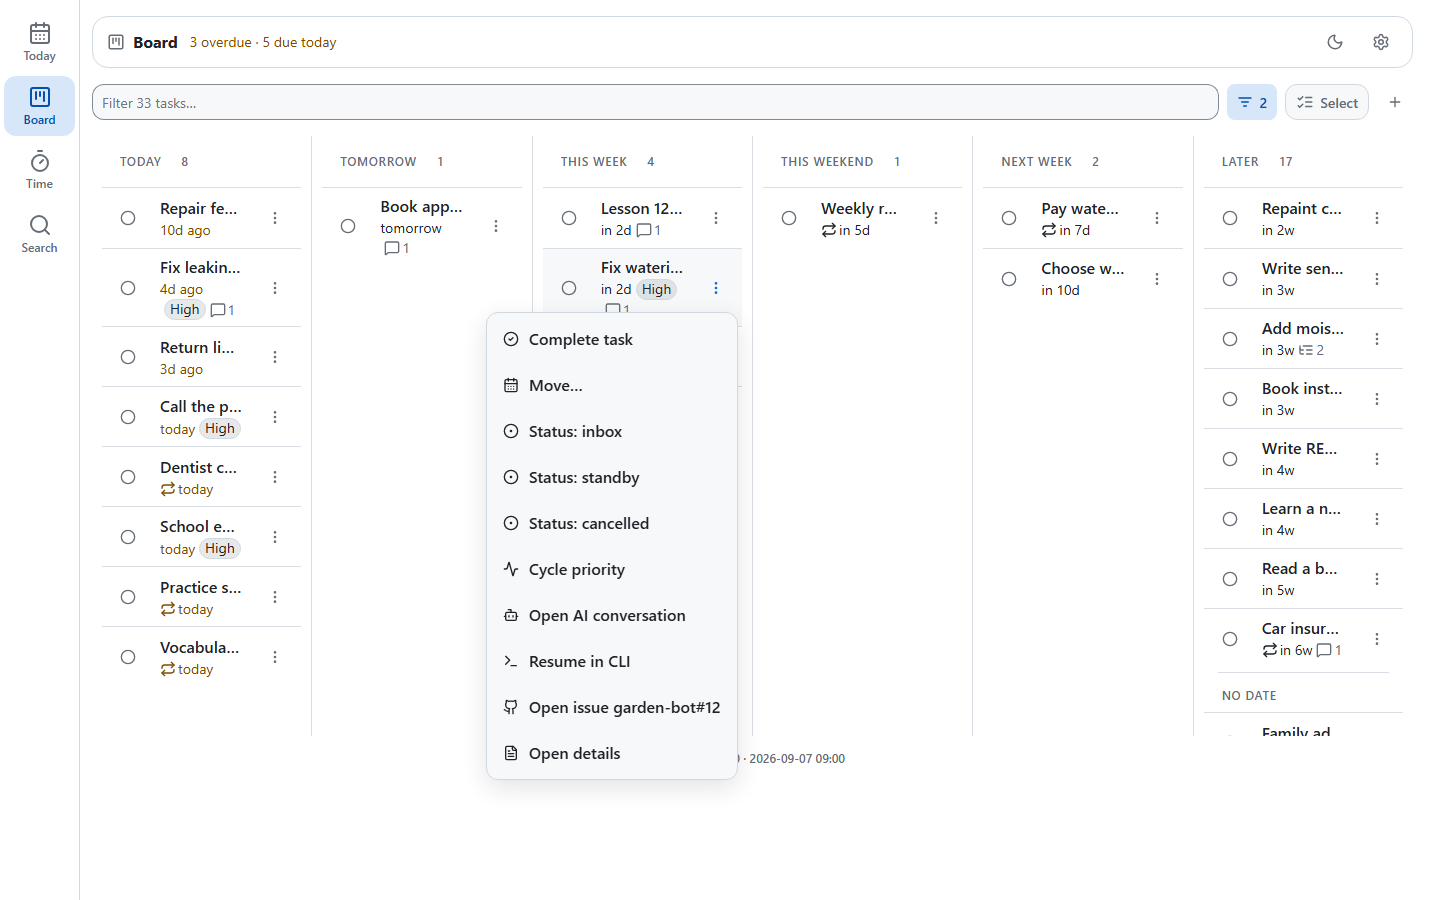 Today
Board
Time
Search
Board 3 overdue · 5 due today
Filter 33 tasks...
2
Select
TODAY 8
Repair fe...
10d ago
Fix leakin...
4d ago
High 1
Return li...
3d ago
Call the p...
today High
Dentist c...
today
School e...
today High
Practice s...
today
Vocabula...
today
TOMORROW 1
Book app...
tomorrow
1
THIS WEEK 4
Lesson 12...
in 2d 1
Fix wateri...
in 2d High
1
Complete task
Move...
Status: inbox
Status: standby
Status: cancelled
Cycle priority
Open AI conversation
Resume in CLI
Open issue garden-bot#12
Open details
THIS WEEKEND 1
Weekly r...
in 5d
NEXT WEEK 2
Pay wate...
in 7d
Choose w...
in 10d
LATER 17
Repaint c...
in 2w
Write sen...
in 3w
Add mois...
in 3w 2
Book inst...
in 3w
Write RE...
in 4w
Learn a n...
in 4w
Read a b...
in 5w
Car insur...
in 6w 1
NO DATE
Family ad
· 2026-09-07 09:00